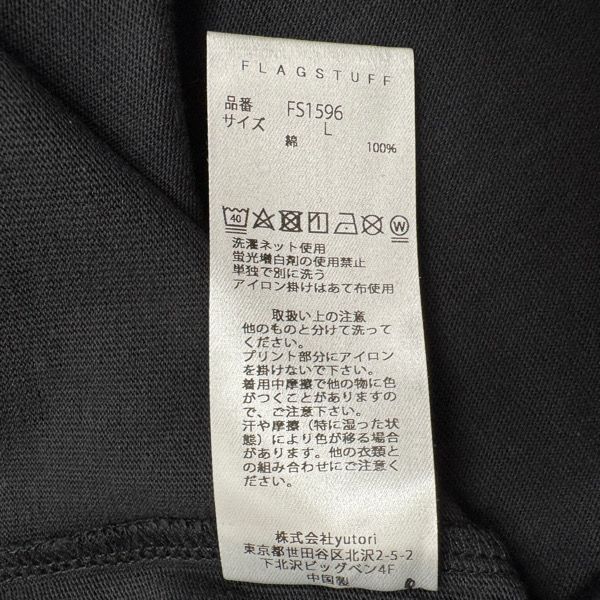 FLAGSTUFF
品番 FS1596
サイズ L
綿 100%
40
W
洗濯ネット使用
蛍光増白剤の使用禁止
単独で別に洗う
アイロン掛けはあて布使用
取扱い上の注意
他のものと分けて洗って
ください。
プリント部分にアイロン
を掛けないで下さい。
着用中摩擦で他の物に色
がつくことがありますの
で、ご注意下さい。
汗や摩擦（特に湿った状
態）により色が移る場合
があります。他の衣類と
の組み合わせにご注意く
ださい。
株式会社yutori
東京都世田谷区北沢2-5-2
下北沢ビッグベン4F
中国製